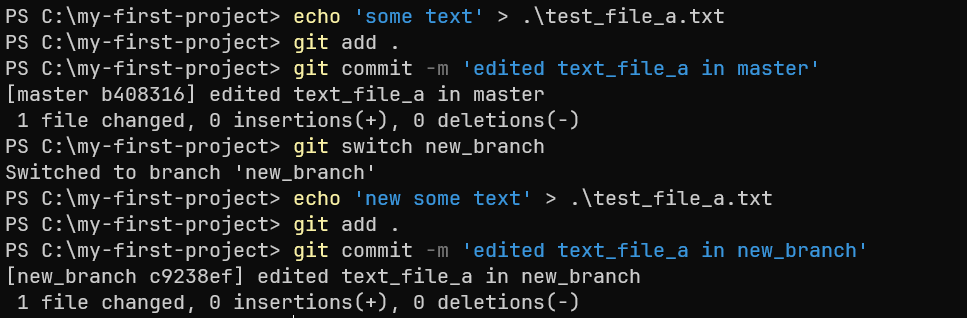 PS C:\my-first-project> echo 'some text' > .\test_file_a.txt
PS C:\my-first-project> git add .
PS C:\my-first-project> git commit -m 'edited text_file_a in master'
[master b408316] edited text_file_a in master
 1 file changed, 0 insertions(+), 0 deletions(-)
PS C:\my-first-project> git switch new_branch
Switched to branch 'new_branch'
PS C:\my-first-project> echo 'new some text' > .\test_file_a.txt
PS C:\my-first-project> git add .
PS C:\my-first-project> git commit -m 'edited text_file_a in new_branch'
[new_branch c9238ef] edited text_file_a in new_branch
 1 file changed, 0 insertions(+), 0 deletions(-)